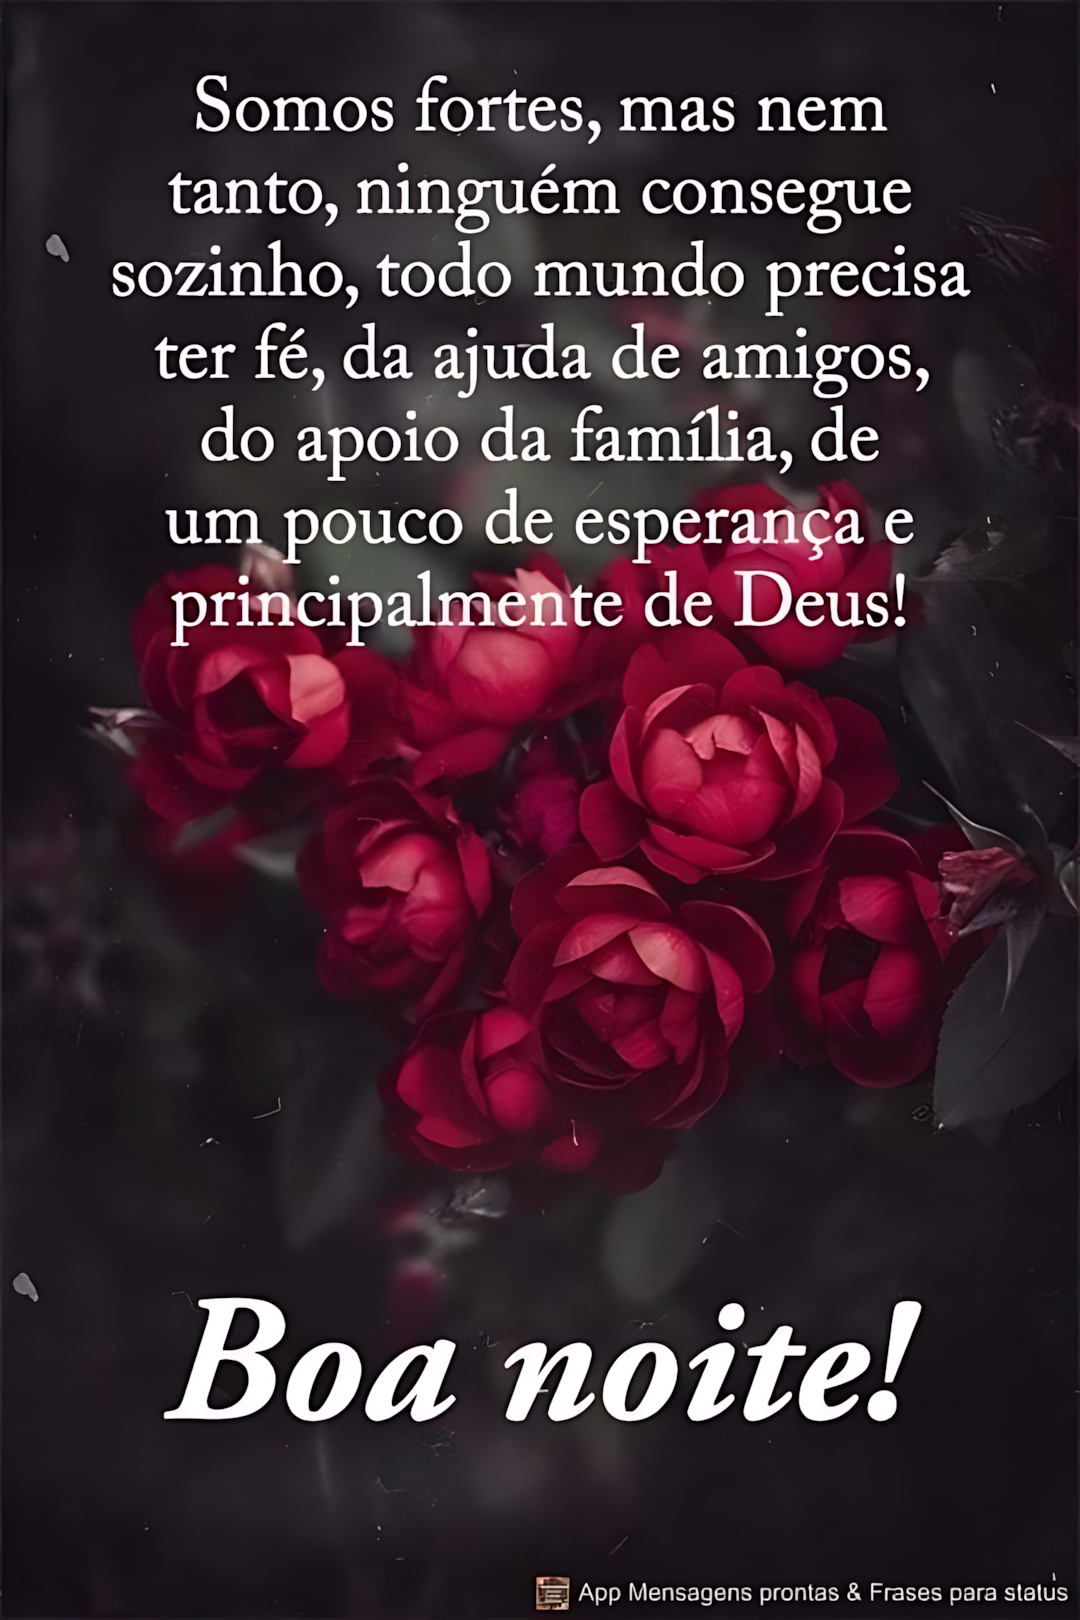 Somos fortes, mas nem
tanto, ninguém consegue
sozinho, todo mundo precisa
ter fé, da ajuda de amigos,
do apoio da família, de
um pouco de esperança e
principalmente de Deus!
Boa noite!
App Mensagens prontas & Frases para status